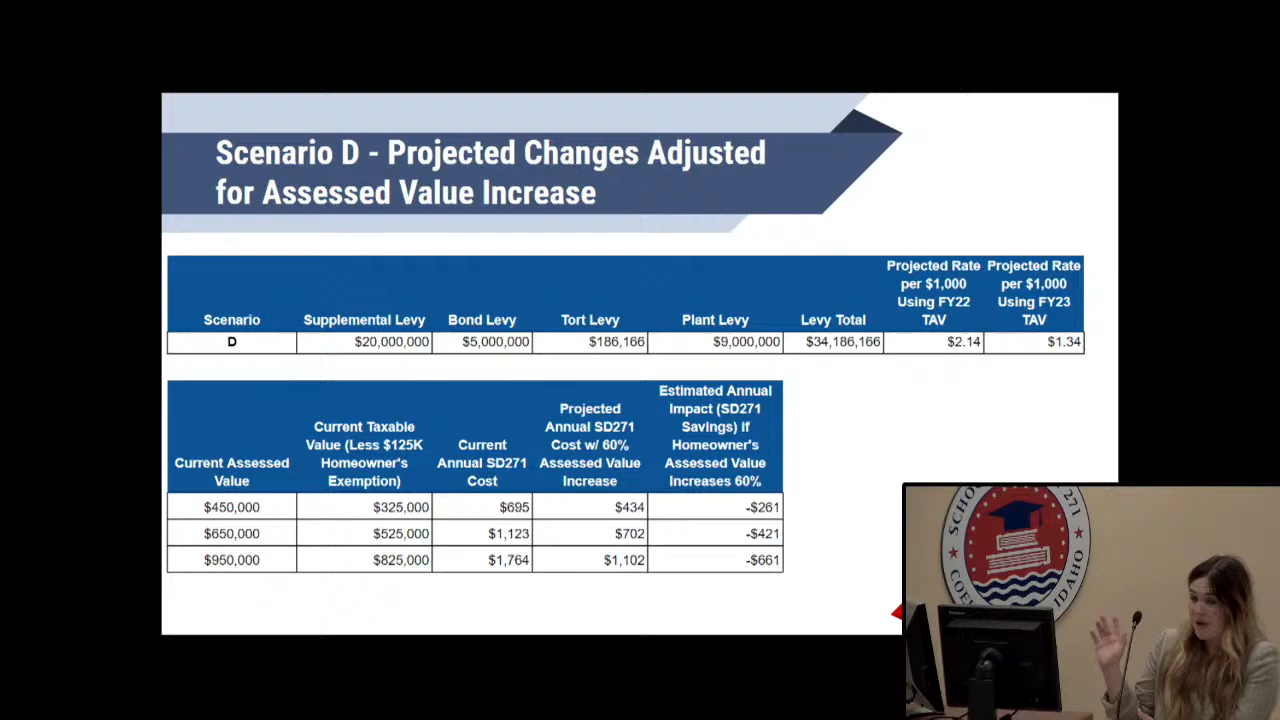 Scenario D - Projected Changes Adjusted
for Assessed Value Increase
Scenario
Supplemental Levy
Bond Levy
Tort Levy
Plant Levy
Levy Total
Projected Rate
per $1,000
Using FY22
TAV
Projected Rate
per $1,000
Using FY23
TAV
D
$20,000,000
$5,000,000
$186,166
$9,000,000
$34,186,166
$2.14
$1.34
Current Assessed
Value
Current Taxable
Value (Less $125K
Homeowner's
Exemption)
Current
Annual SD271
Cost
Projected
Annual SD271
Cost w/ 60%
Assessed Value
Increase
Estimated Annual
Impact (SD271
Savings) If
Homeowner's
Assessed Value
Increases 60%
$450,000
$325,000
$695
$434
-$261
$650,000
$525,000
$1,123
$702
-$421
$950,000
$825,000
$1,764
$1,102
-$661
271
IDAHO